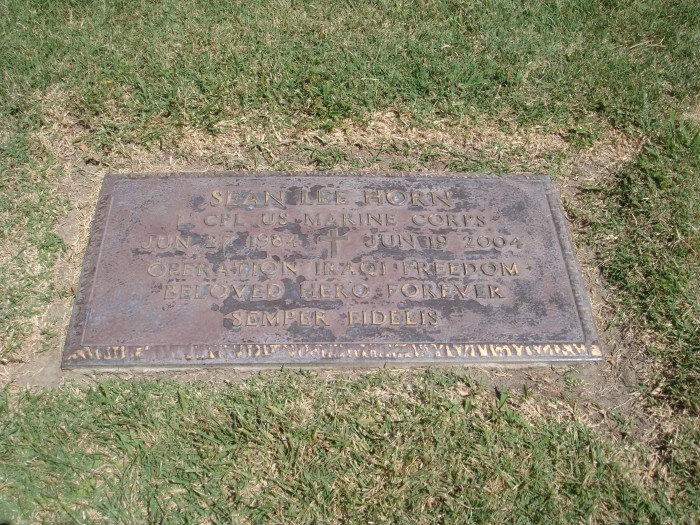 SEAN LEE HORN
L CPL US MARINE CORPS
JUN 27 1984 JUN 19 2004
OPERATION IRAQI FREEDOM
BELOVED HERO FOREVER
SEMPER FIDELIS